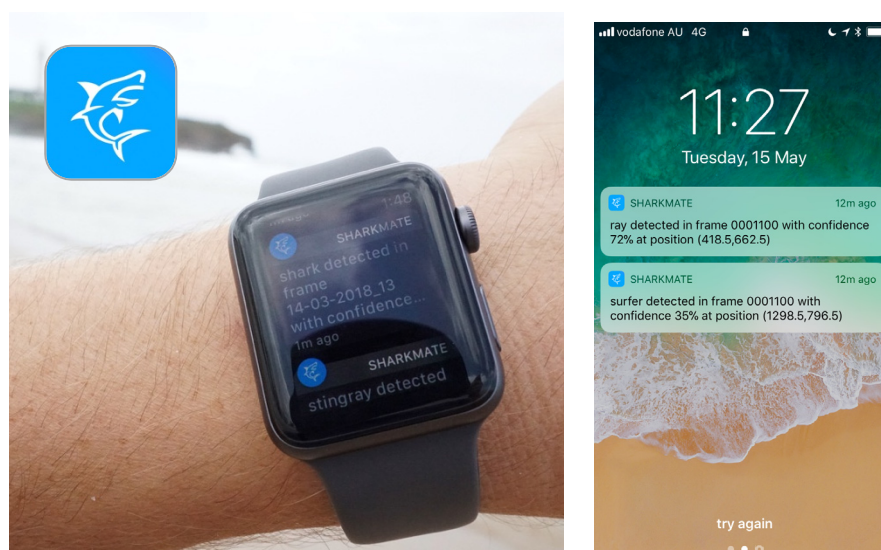 1:48
SHARKMATE
shark detected in
frame
14-03-2018_13
with confidence...
1m ago
SHARKMATE
stingray detected
vodafone AU 4G
11:27
Tuesday, 15 May
SHARKMATE 12m ago
ray detected in frame 0001100 with confidence
72% at position (418.5,662.5)
SHARKMATE 12m ago
surfer detected in frame 0001100 with
confidence 35% at position (1298.5,796.5)
try again